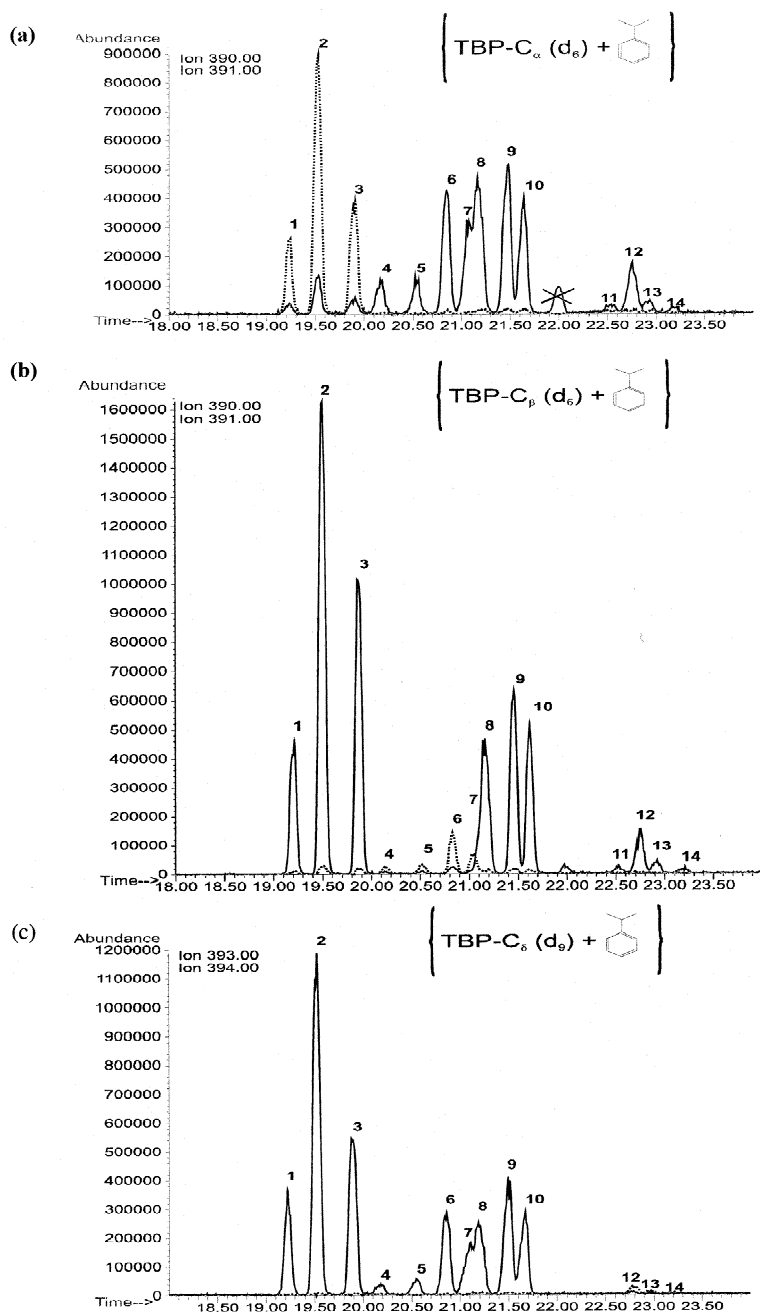 (a)
Abundance
Ion 390.00
Ion 391.00
TBP-Cα (d6) +
900000
800000
700000
600000
500000
400000
300000
200000
100000
0
1 2 3 4 5 6 7 8 9 10 11 12 13 14
Time-->
18.00 18.50 19.00 19.50 20.00 20.50 21.00 21.50 22.00 22.50 23.00 23.50
(b)
Abundance
Ion 390.00
Ion 391.00
TBP-Cβ (d6) +
1600000
1500000
1400000
1300000
1200000
1100000
1000000
900000
800000
700000
600000
500000
400000
300000
200000
100000
0
1 2 3 4 5 6 7 8 9 10 11 12 13 14
Time-->
18.00 18.50 19.00 19.50 20.00 20.50 21.00 21.50 22.00 22.50 23.00 23.50
(c)
Abundance
Ion 393.00
Ion 394.00
TBP-Cδ (d9) +
1200000
1100000
1000000
900000
800000
700000
600000
500000
400000
300000
200000
100000
0
1 2 3 4 5 6 7 8 9 10 12 13 14
Time-->
18.50 19.00 19.50 20.00 20.50 21.00 21.50 22.00 22.50 23.00 23.50